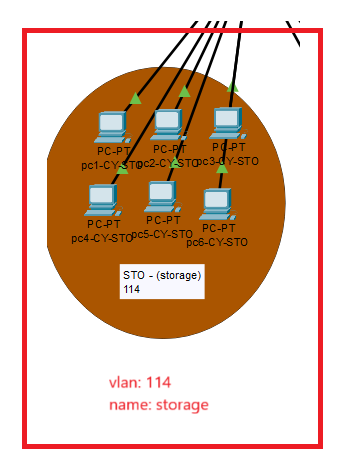 PC-PT
pc1-CY-STO
PC-PT
pc2-CY-STO
PC-PT
pc3-CY-STO
PC-PT
pc4-CY-STO
PC-PT
pc5-CY-STO
PC-PT
pc6-CY-STO
STO - (storage)
114
vlan: 114
name: storage